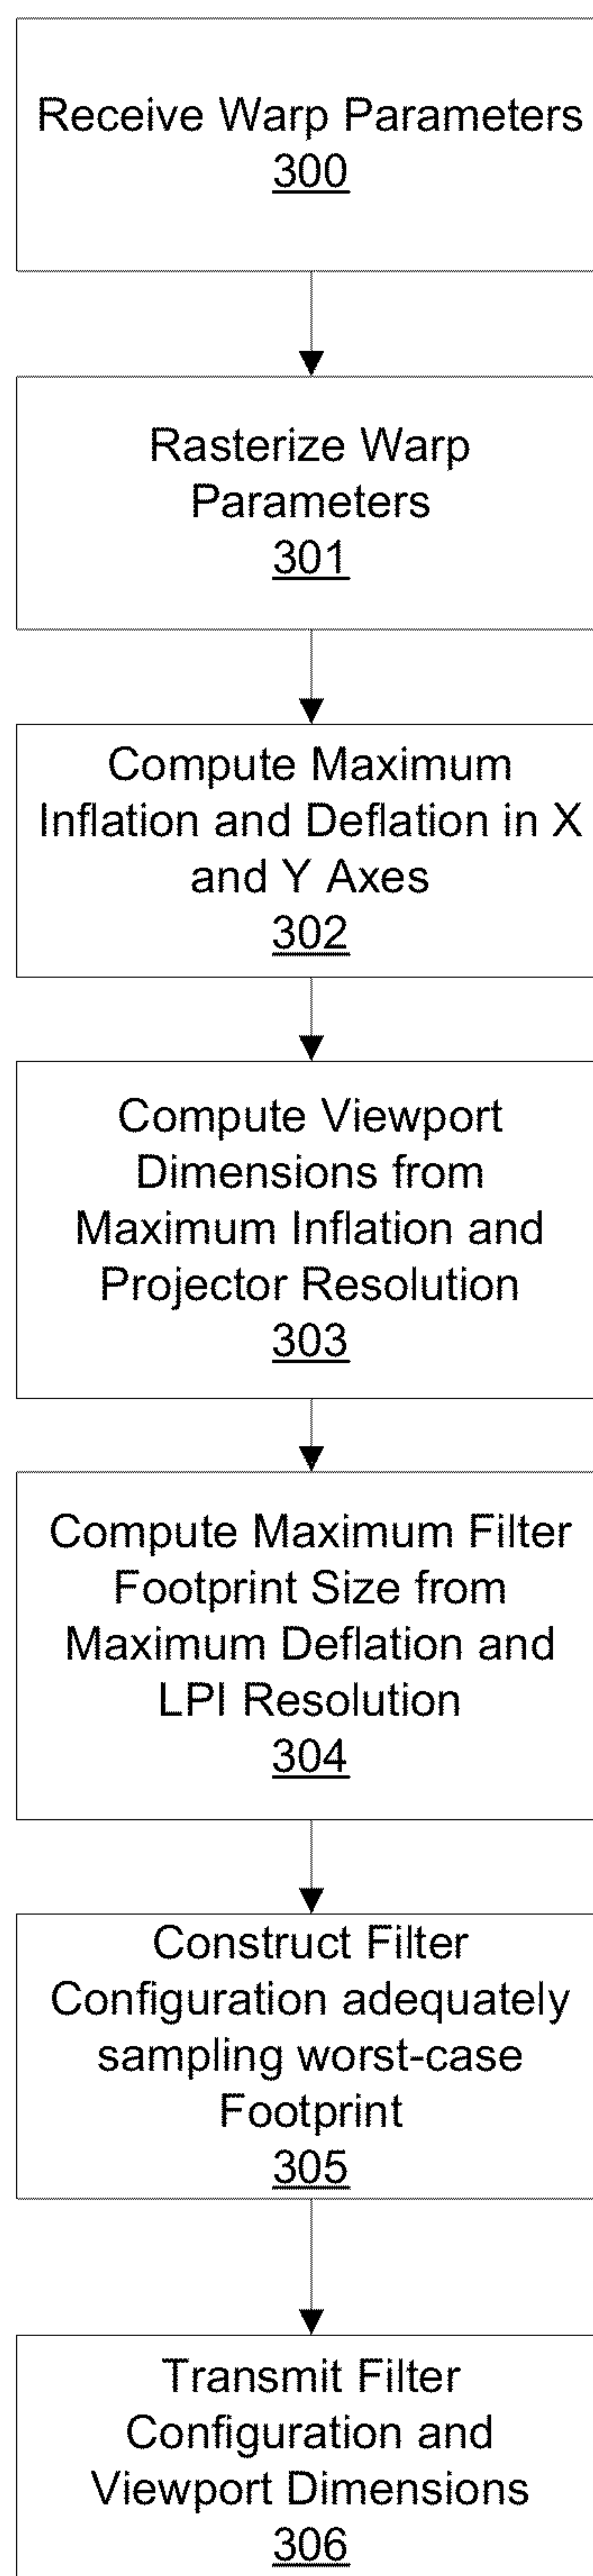 Receive Warp Parameters
300
Rasterize Warp
Parameters
301
Compute Maximum
Inflation and Deflation in X
and Y Axes
302
Compute Viewport
Dimensions from
Maximum Inflation and
Projector Resolution
303
Compute Maximum Filter
Footprint Size from
Maximum Deflation and
LPI Resolution
304
Construct Filter
Configuration adequately
sampling worst-case
Footprint
305
Transmit Filter
Configuration and
Viewport Dimensions
306